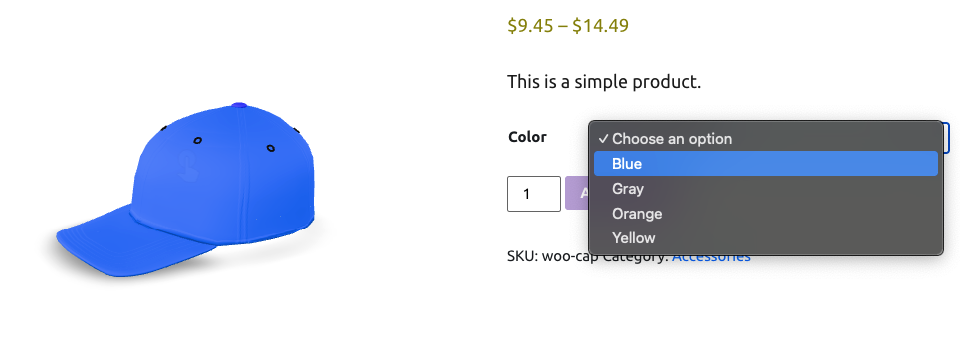 $9.45 – $14.49
This is a simple product.
Color
✓ Choose an option
Blue
Gray
Orange
Yellow
1
SKU: woo-cap Category: Accessories